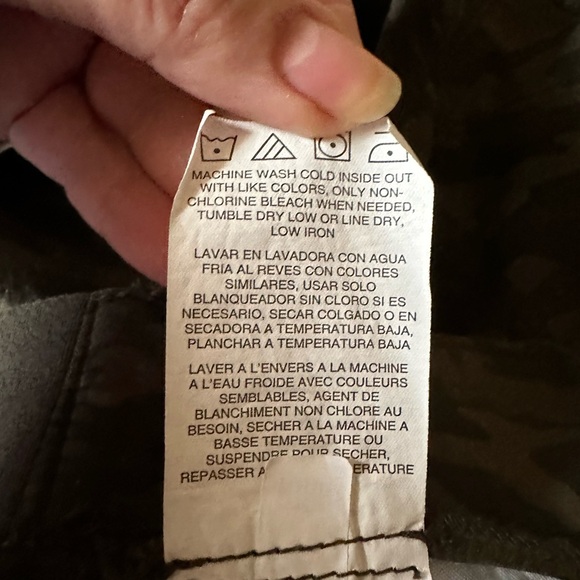 MACHINE WASH COLD INSIDE OUT
WITH LIKE COLORS, ONLY NON-
CHLORINE BLEACH WHEN NEEDED,
TUMBLE DRY LOW OR LINE DRY,
LOW IRON
LAVAR EN LAVADORA CON AGUA
FRIA AL REVES CON COLORES
SIMILARES, USAR SOLO
BLANQUEADOR SIN CLORO SI ES
NECESARIO, SECAR COLGADO O EN
SECADORA A TEMPERATURA BAJA,
PLANCHAR A TEMPERATURA BAJA
LAVER A L'ENVERS A LA MACHINE
A L'EAU FROIDE AVEC COULEURS
SEMBLABLES, AGENT DE
BLANCHIMENT NON CHLORE AU
BESOIN, SECHER A LA MACHINE A
BASSE TEMPERATURE OU
SUSPENDRE POUR SECHER,
REPASSER A